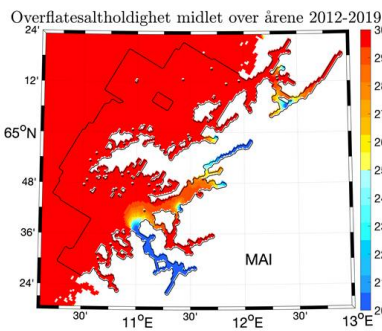 Overflatesaltholdighet midlet over årene 2012-2019
24'
12'
65°N
48'
36'
24'
MAI
30'
11°E
30'
12°E
30'
13°E